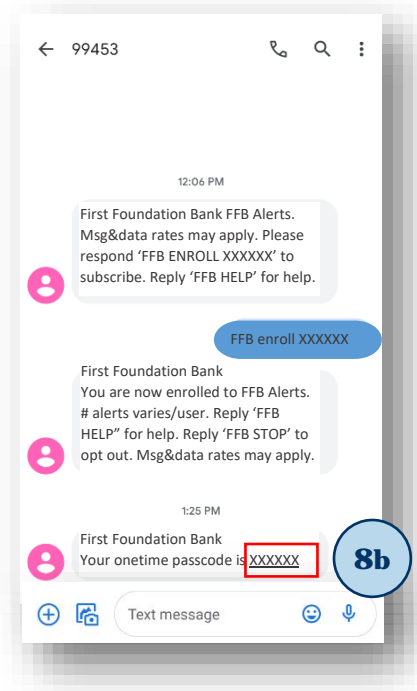 99453
12:06 PM
First Foundation Bank FFB Alerts.
Msg&data rates may apply. Please
respond ‘FFB ENROLL XXXXXX’ to
subscribe. Reply ‘FFB HELP’ for help.
FFB enroll XXXXXX
First Foundation Bank
You are now enrolled to FFB Alerts.
# alerts varies/user. Reply ‘FFB
HELP” for help. Reply ‘FFB STOP’ to
opt out. Msg&data rates may apply.
1:25 PM
First Foundation Bank
Your onetime passcode is XXXXXX
8b
Text message